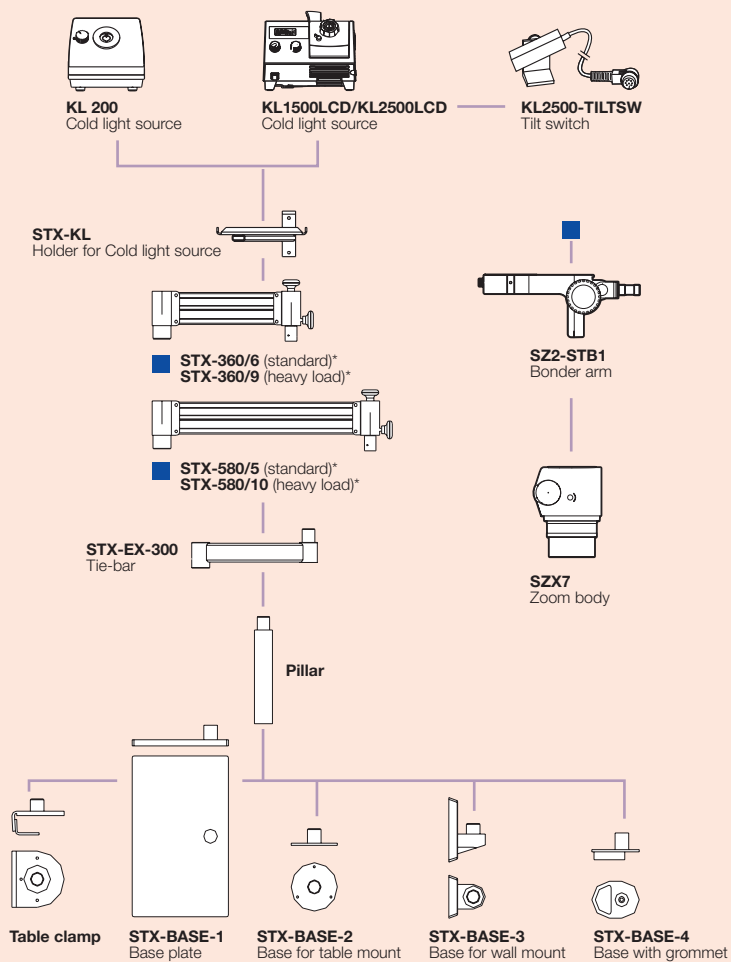 KL 200
Cold light source
KL1500LCD/KL2500LCD
Cold light source
KL2500-TILTSW
Tilt switch
STX-KL
Holder for Cold light source
STX-360/6 (standard)*
STX-360/9 (heavy load)*
SZ2-STB1
Bonder arm
STX-580/5 (standard)*
STX-580/10 (heavy load)*
STX-EX-300
Tie-bar
SZX7
Zoom body
Pillar
Table clamp
STX-BASE-1
Base plate
STX-BASE-2
Base for table mount
STX-BASE-3
Base for wall mount
STX-BASE-4
Base with grommet